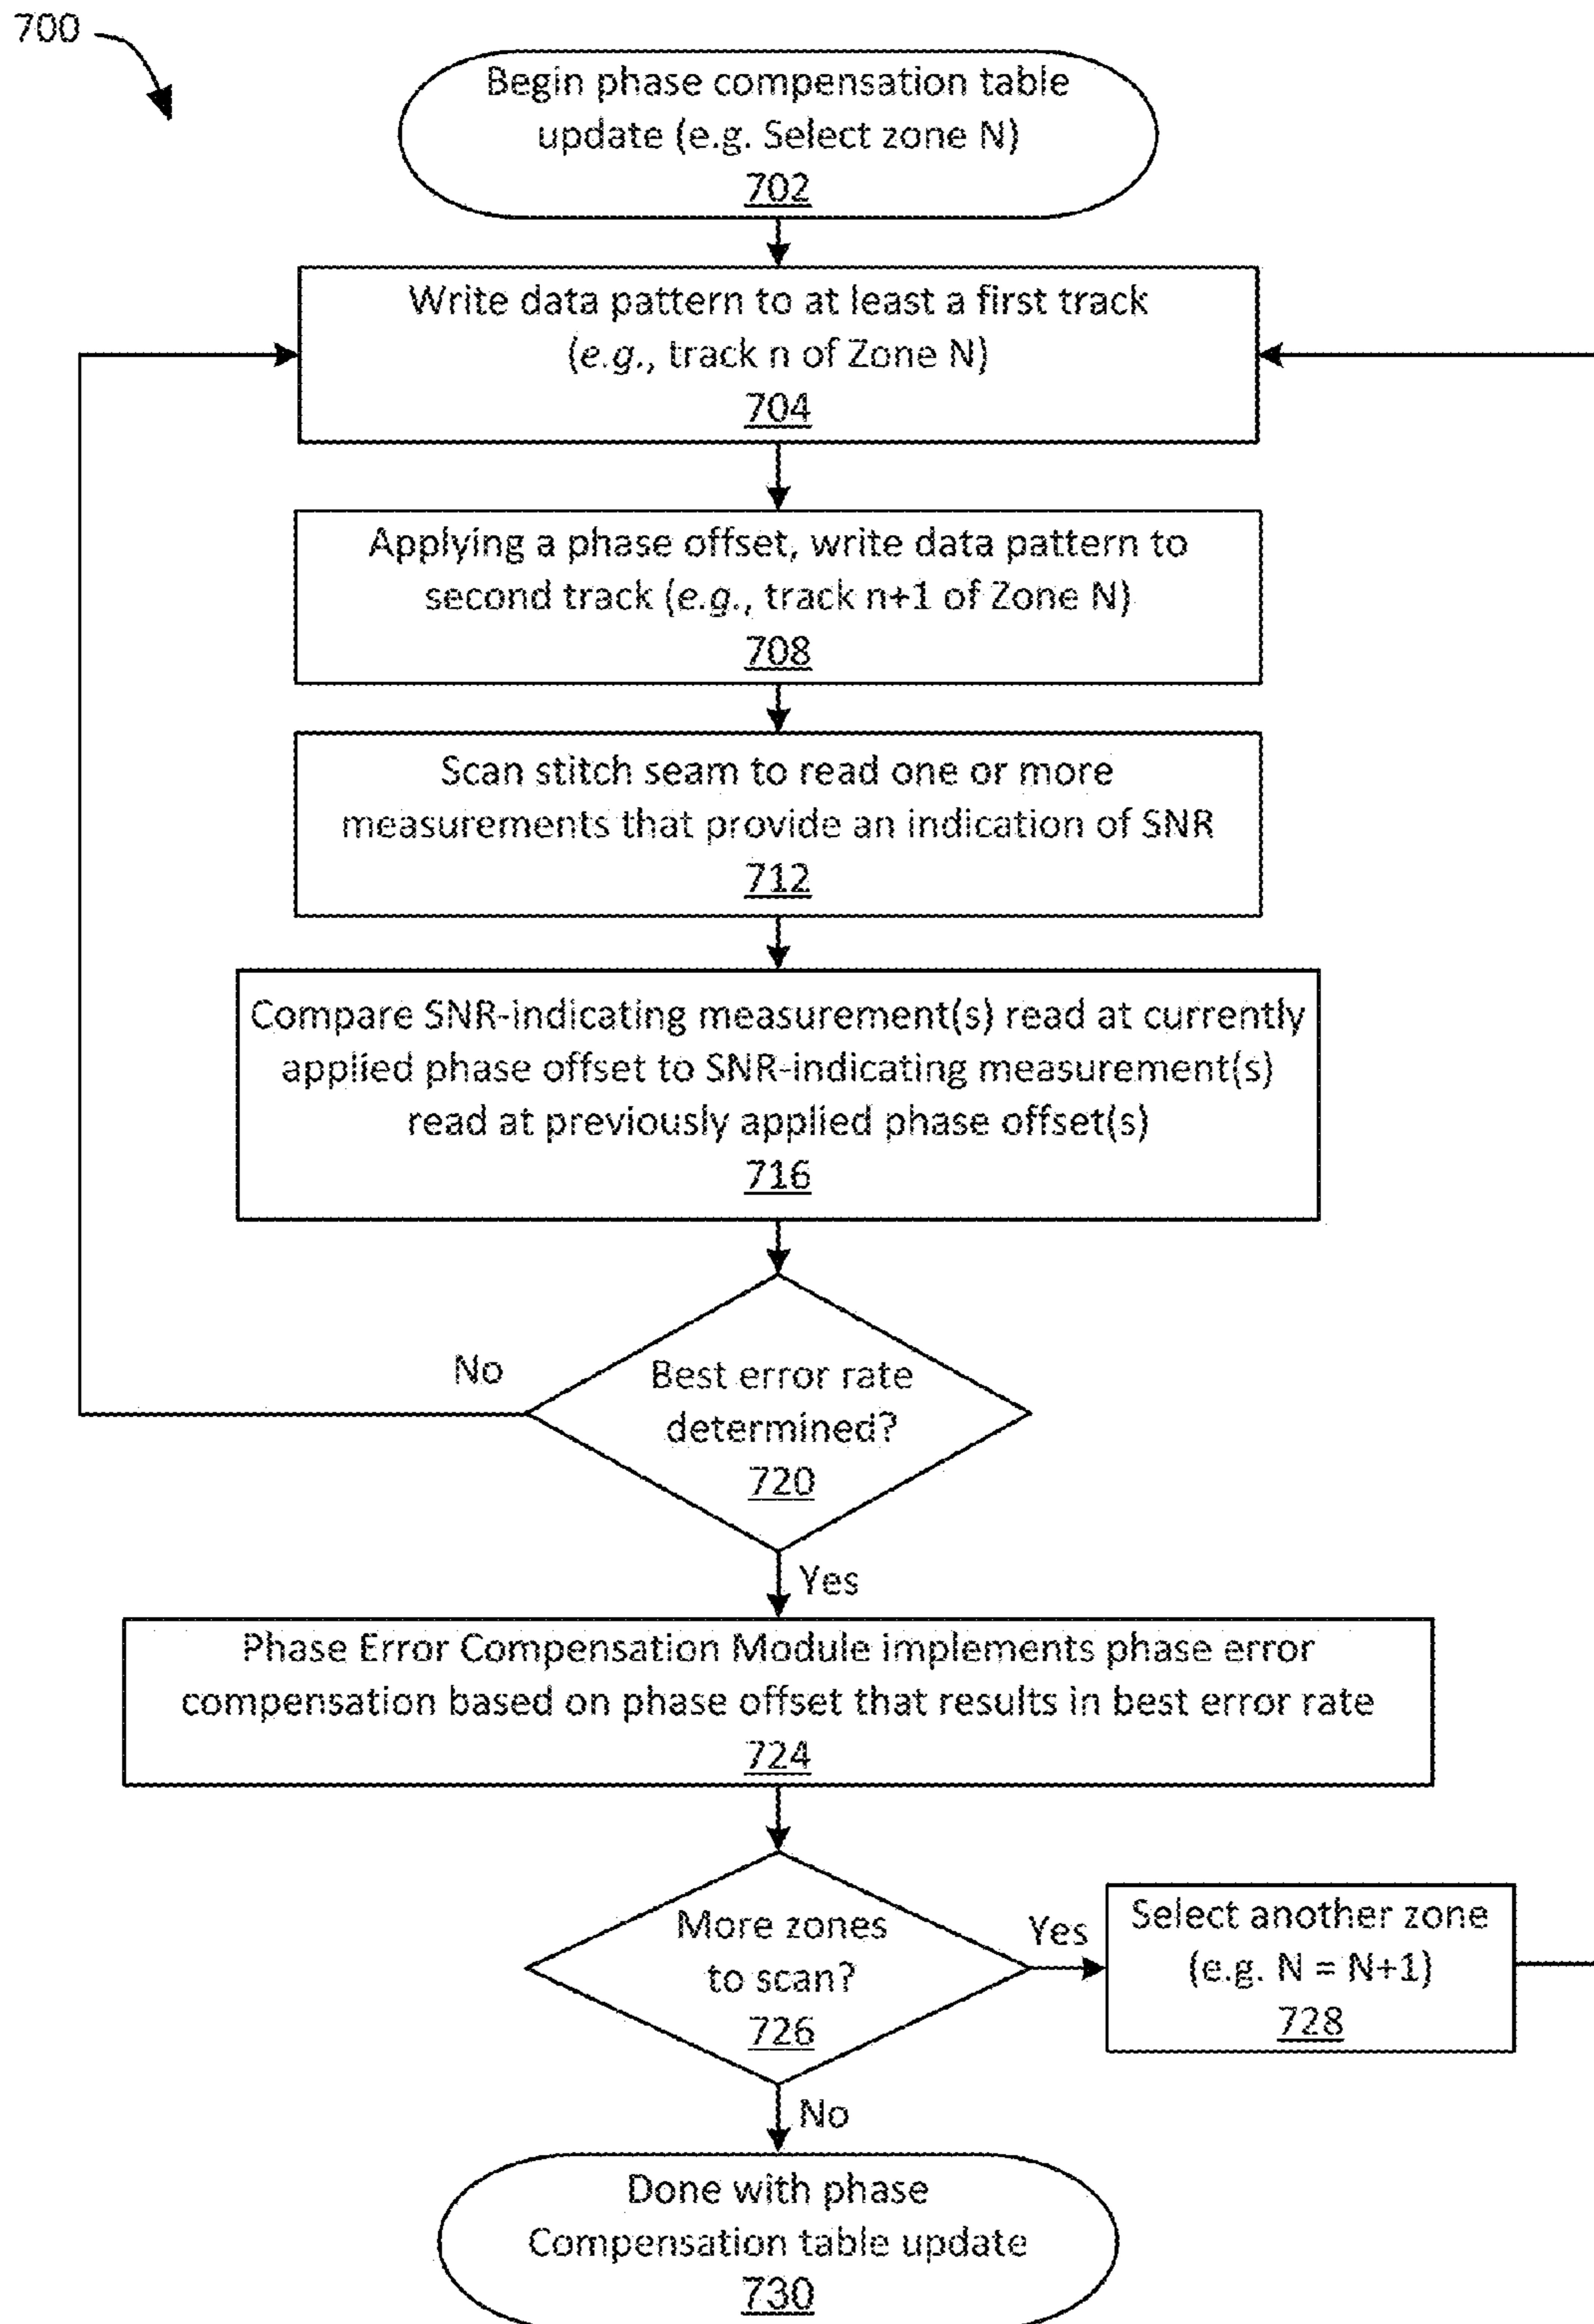 700
Begin phase compensation table
update (e.g. Select zone N)
702
Write data pattern to at least a first track
(e.g., track n of Zone N)
704
Applying a phase offset, write data pattern to
second track (e.g., track n+1 of Zone N)
708
Scan stitch seam to read one or more
measurements that provide an indication of SNR
712
Compare SNR-indicating measurement(s) read at currently
applied phase offset to SNR-indicating measurement(s)
read at previously applied phase offset(s)
716
No
Best error rate
determined?
720
Yes
Phase Error Compensation Module implements phase error
compensation based on phase offset that results in best error rate
724
More zones
to scan?
726
Yes
Select another zone
(e.g. N = N+1)
728
No
Done with phase
Compensation table update
730